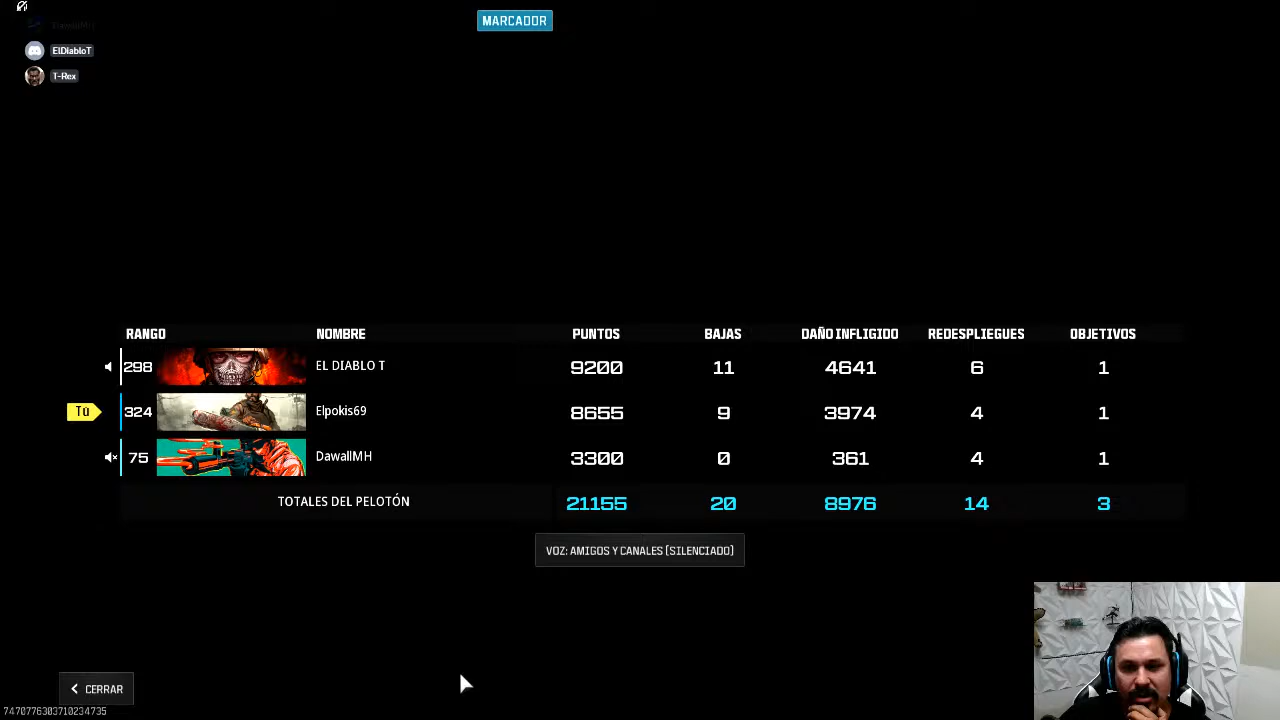 MARCADOR
ElDiabloT
T-Rex
RANGO NOMBRE PUNTOS BAJAS DAÑO INFLIGIDO REDESPLIEGUES OBJETIVOS
298 EL DIABLO T 9200 11 4641 6 1
Tú 324 Elpokis69 8655 9 3974 4 1
75 DawallMH 3300 0 361 4 1
TOTALES DEL PELOTÓN 21155 20 8976 14 3
VOZ: AMIGOS Y CANALES (SILENCIADO)
CERRAR
7470776303710234735